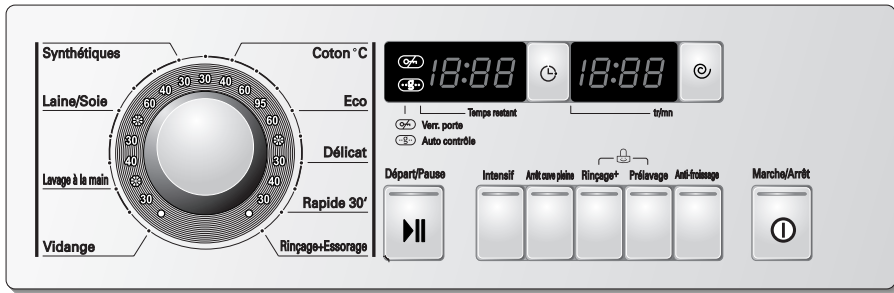 Synthétiques
Coton °C
Laine/Soie
Eco
Lavage à la main
Délicat
Rapide 30'
Vidange
Rinçage+Essorage
30 30 40
40 60
60 95
30 30
40 40
30 30
18:88
18:88
Temps restant
tr/mn
Verr. porte
Auto contrôle
Départ/Pause
Intensif
Arrêt cuve pleine
Rinçage+
Prélavage
Anti-froissage
Marche/Arrêt